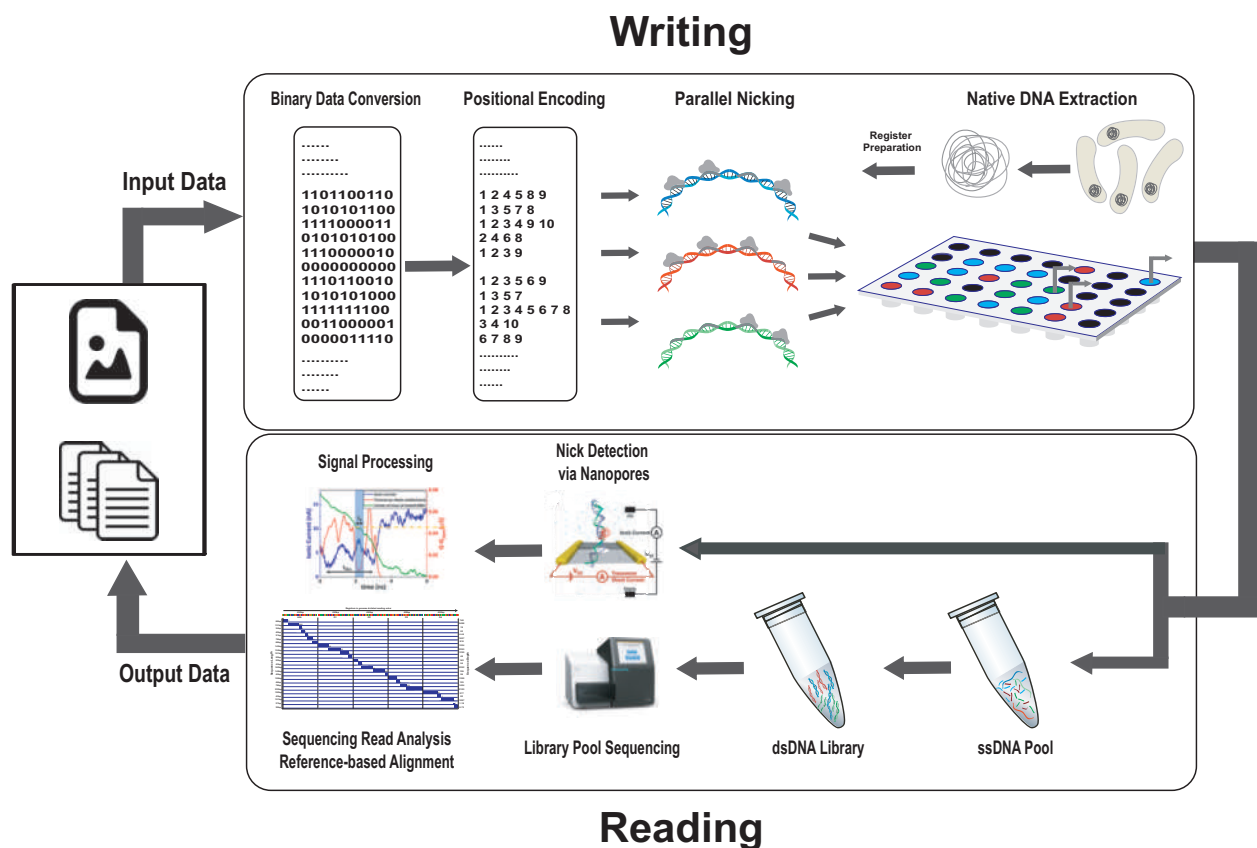 Writing
Binary Data Conversion
Positional Encoding
Parallel Nicking
Native DNA Extraction
Register
Preparation
Input Data
......
........
..........
1101100110
1010101100
1111000011
0101010100
1110000010
0000000000
1110110010
1010101000
1111111100
0011000001
0000011110
..........
........
......
......
........
..........
1 2 4 5 8 9
1 3 5 7 8
1 2 3 4 9 10
2 4 6 8
1 2 3 9
1 2 3 5 6 9
1 3 5 7
1 2 3 4 5 6 7 8
3 4 10
6 7 8 9
..........
........
......
Signal Processing
Nick Detection
via Nanopores
Ionic Current (nA)
time (ns)
A
A
Output Data
Sequencing Read Analysis
Reference-based Alignment
Library Pool Sequencing
dsDNA Library
ssDNA Pool
Reading